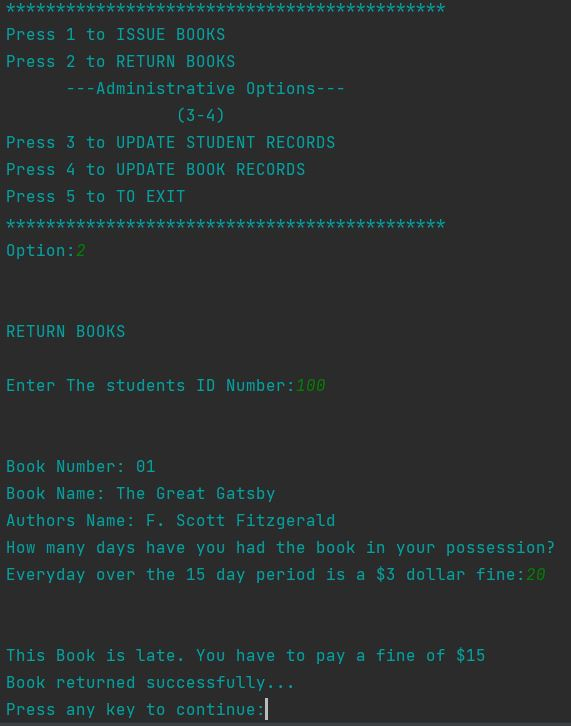 ********************************************
Press 1 to ISSUE BOOKS
Press 2 to RETURN BOOKS
---Administrative Options---
(3-4)
Press 3 to UPDATE STUDENT RECORDS
Press 4 to UPDATE BOOK RECORDS
Press 5 to TO EXIT
********************************************
Option:2
RETURN BOOKS
Enter The students ID Number:100
Book Number: 01
Book Name: The Great Gatsby
Authors Name: F. Scott Fitzgerald
How many days have you had the book in your possession?
Everyday over the 15 day period is a $3 dollar fine:20
This Book is late. You have to pay a fine of $15
Book returned successfully...
Press any key to continue: